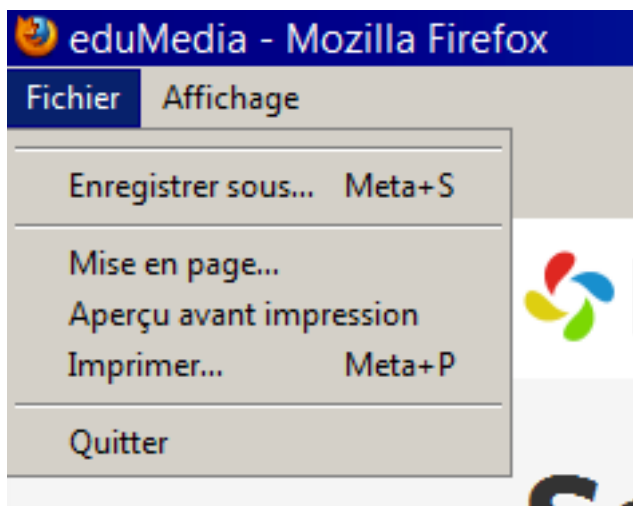 eduMedia - Mozilla Firefox
Fichier Affichage
Enregistrer sous... Meta+S
Mise en page...
Aperçu avant impression
Imprimer... Meta+P
Quitter